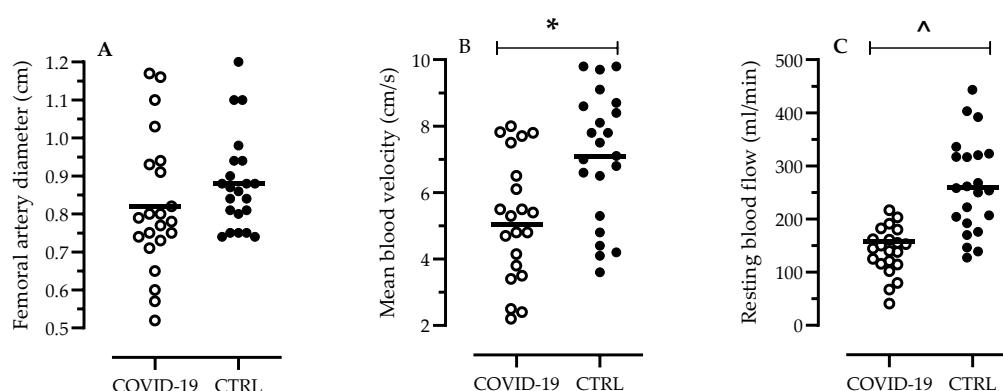 A
Femoral artery diameter (cm)
1.2
1.1
1.0
0.9
0.8
0.7
0.6
0.5
COVID-19 CTRL
B
*
Mean blood velocity (cm/s)
10
8
6
4
2
COVID-19 CTRL
C
^
Resting blood flow (ml/min)
500
400
300
200
100
0
COVID-19 CTRL